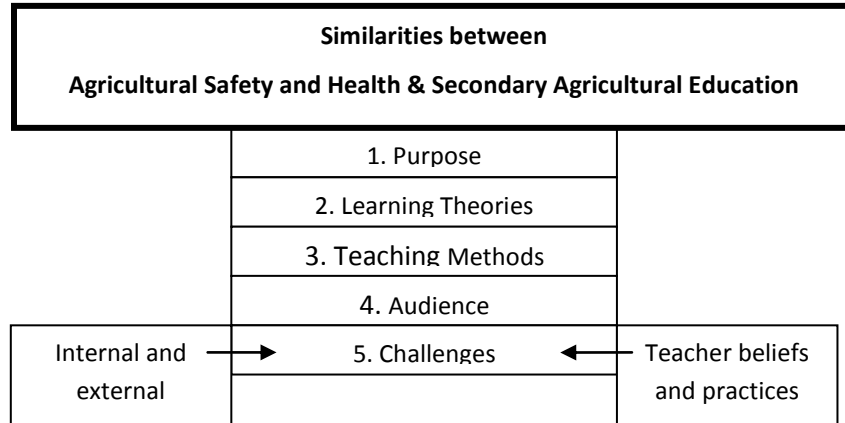 Similarities between
Agricultural Safety and Health & Secondary Agricultural Education
1. Purpose
2. Learning Theories
3. Teaching Methods
4. Audience
Internal and
external
5. Challenges
Teacher beliefs
and practices